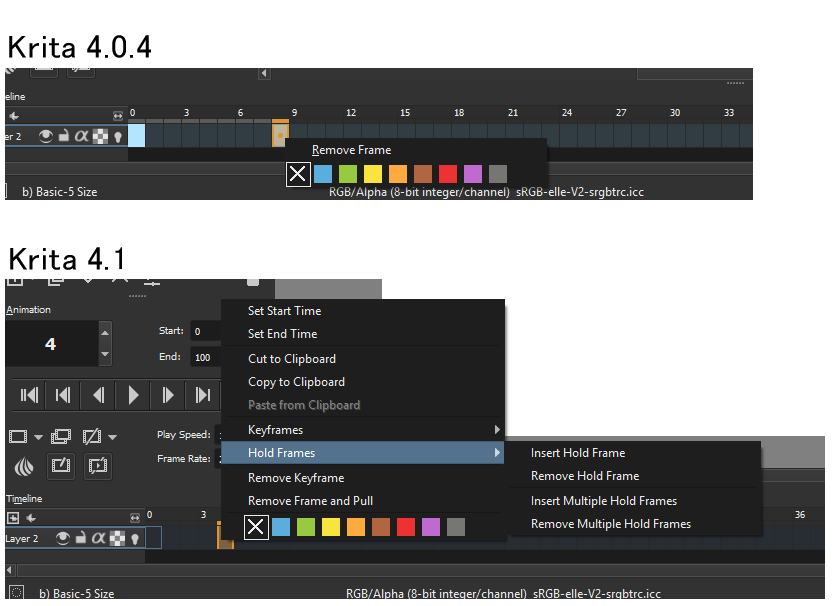 Krita 4.0.4
eline
0 3 6 9 12 15 18 21 24 27 30 33
er 2
Remove Frame
b) Basic-5 Size RGB/Alpha (8-bit integer/channel) sRGB-elle-V2-srgbtrc.icc
Krita 4.1
Animation
4
Start: 0
End: 100
Play Speed:
Frame Rate:
Set Start Time
Set End Time
Cut to Clipboard
Copy to Clipboard
Paste from Clipboard
Keyframes
Hold Frames
Remove Keyframe
Remove Frame and Pull
Insert Hold Frame
Remove Hold Frame
Insert Multiple Hold Frames
Remove Multiple Hold Frames
Timeline
0 3 36
Layer 2
b) Basic-5 Size RGB/Alpha (8-bit integer/channel) sRGB-elle-V2-srgbtrc.icc